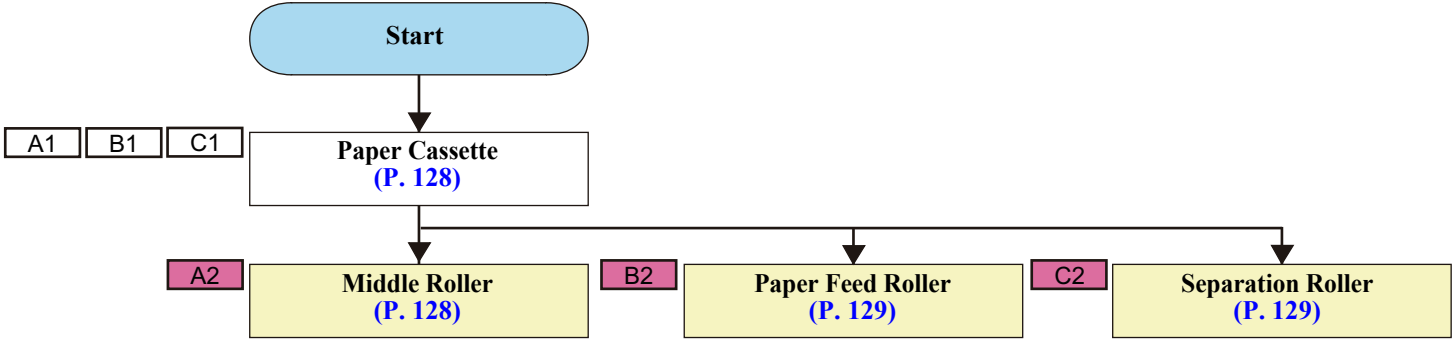 Start
A1 B1 C1
Paper Cassette
(P. 128)
A2
Middle Roller
(P. 128)
B2
Paper Feed Roller
(P. 129)
C2
Separation Roller
(P. 129)